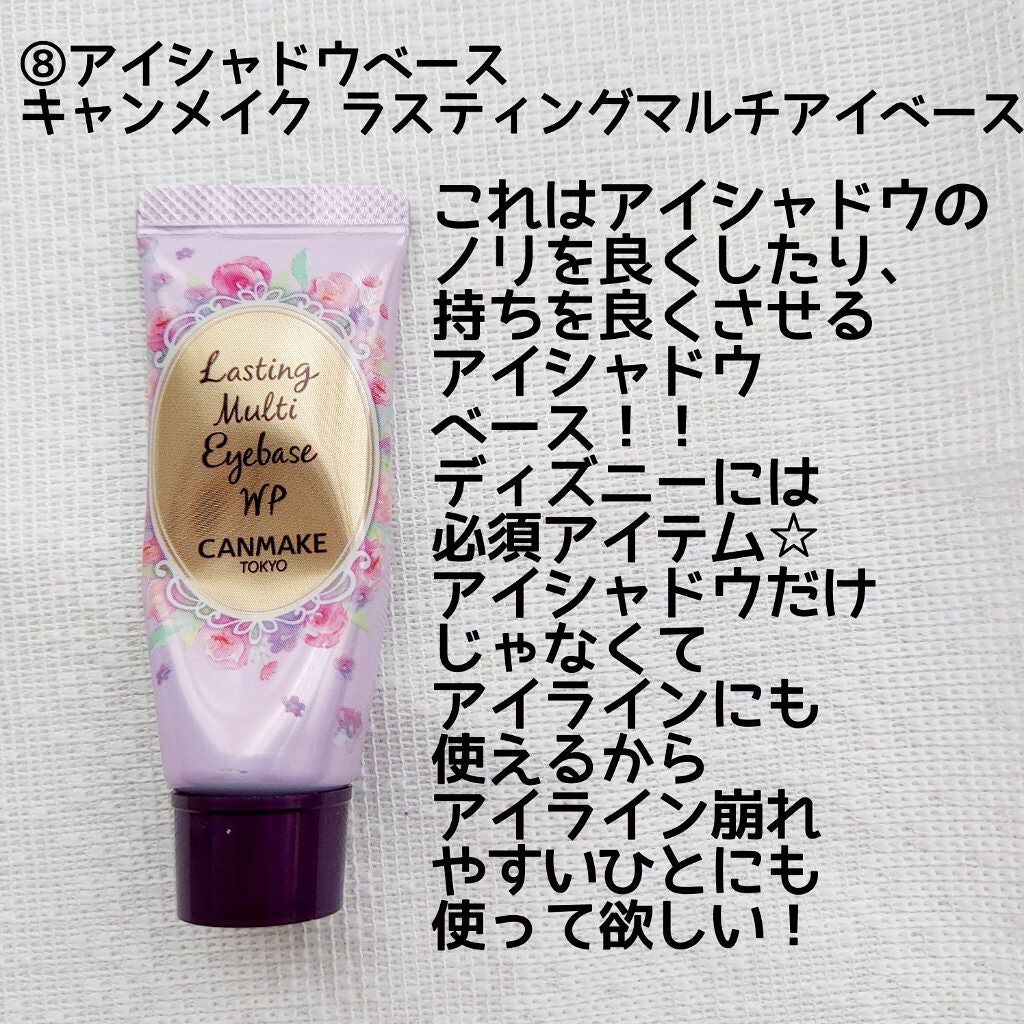 ⑧アイシャドウベース
キャンメイク ラスティングマルチアイベース
これはアイシャドウの
ノリを良くしたり、
持ちを良くさせる
アイシャドウ
ベース！！
ディズニーには
必須アイテム☆
アイシャドウだけ
じゃなくて
アイラインにも
使えるから
アイライン崩れ
やすいひとにも
使って欲しい！
Lasting
Multi
Eyebase
WP
CANMAKE
TOKYO